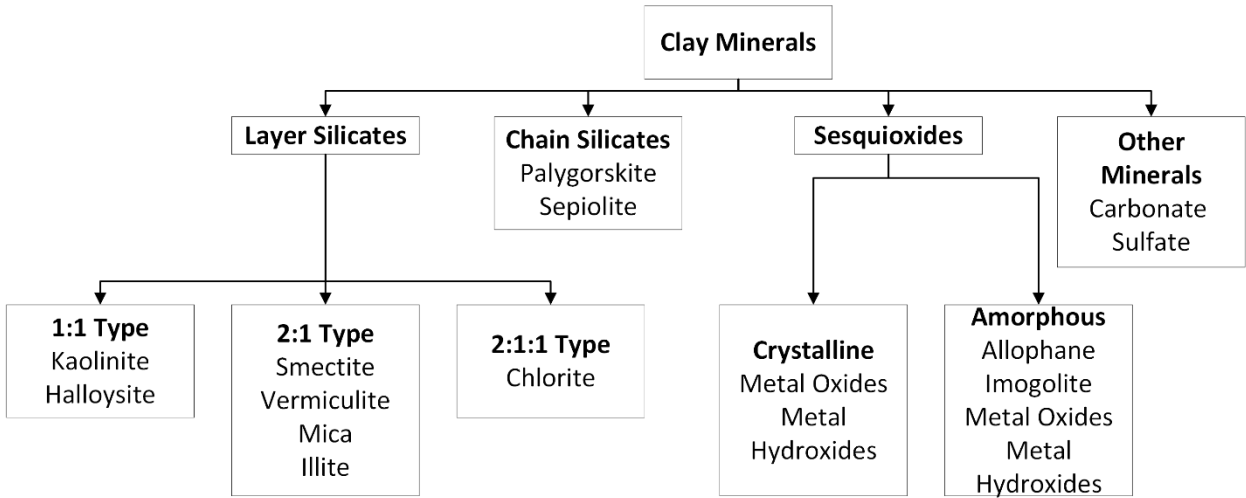 Clay Minerals
Layer Silicates
Chain Silicates
Palygorskite
Sepiolite
Sesquioxides
Other
Minerals
Carbonate
Sulfate
1:1 Type
Kaolinite
Halloysite
2:1 Type
Smectite
Vermiculite
Mica
Illite
2:1:1 Type
Chlorite
Crystalline
Metal Oxides
Metal
Hydroxides
Amorphous
Allophane
Imogolite
Metal Oxides
Metal
Hydroxides